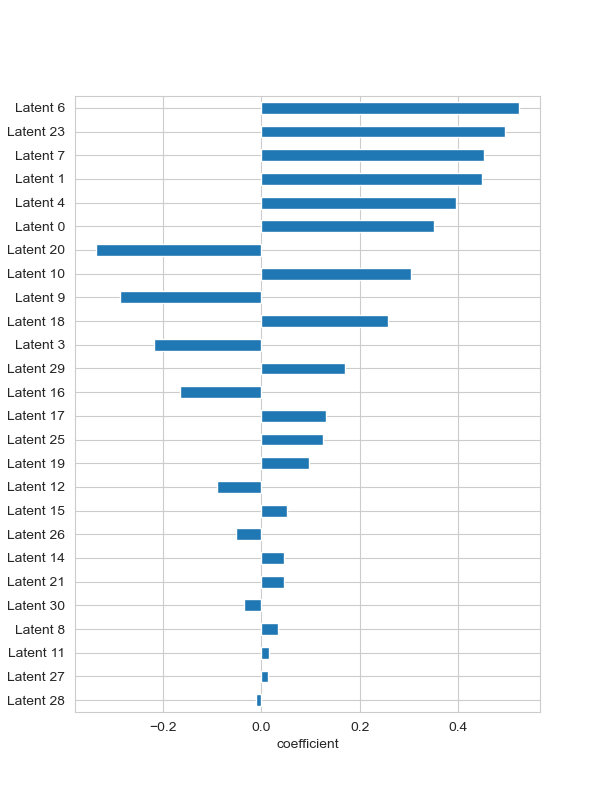 Latent 6
Latent 23
Latent 7
Latent 1
Latent 4
Latent 0
Latent 20
Latent 10
Latent 9
Latent 18
Latent 3
Latent 29
Latent 16
Latent 17
Latent 25
Latent 19
Latent 12
Latent 15
Latent 26
Latent 14
Latent 21
Latent 30
Latent 8
Latent 11
Latent 27
Latent 28
−0.2 0.0 0.2 0.4
coefficient